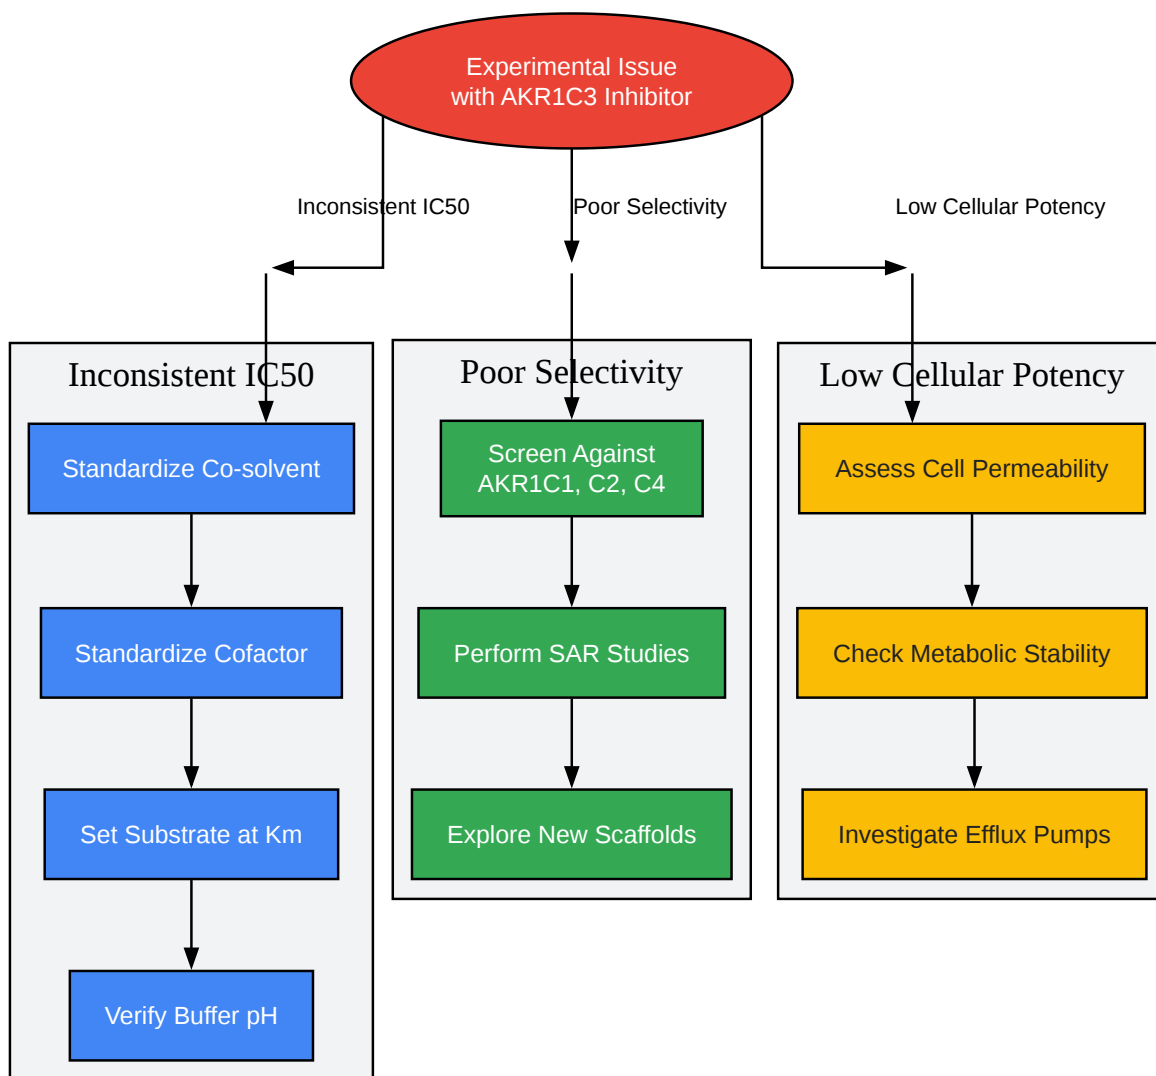 Experimental Issue
with AKR1C3 Inhibitor
Inconsistent IC50
Poor Selectivity
Low Cellular Potency
Inconsistent IC50
Standardize Co-solvent
Standardize Cofactor
Set Substrate at Km
Verify Buffer pH
Poor Selectivity
Screen Against
AKR1C1, C2, C4
Perform SAR Studies
Explore New Scaffolds
Low Cellular Potency
Assess Cell Permeability
Check Metabolic Stability
Investigate Efflux Pumps